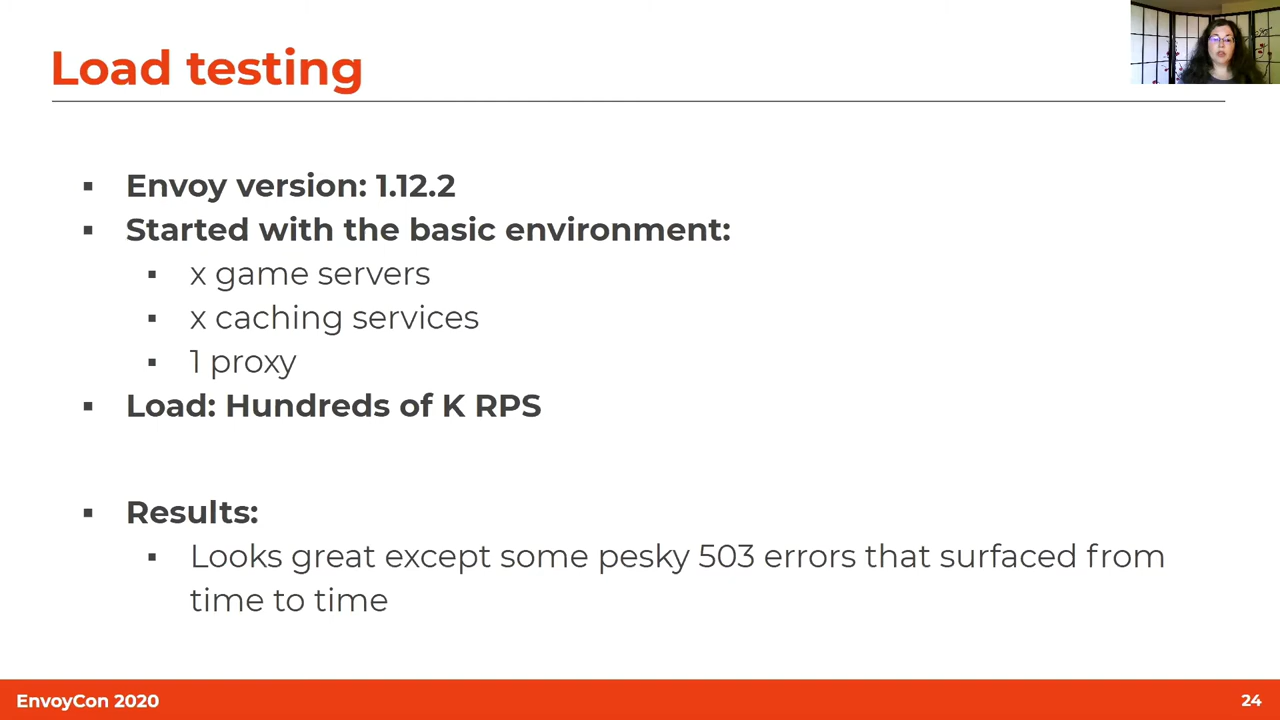 Load testing
▪ Envoy version: 1.12.2
▪ Started with the basic environment:
▪ x game servers
▪ x caching services
▪ 1 proxy
▪ Load: Hundreds of K RPS
▪ Results:
▪ Looks great except some pesky 503 errors that surfaced from
time to time
EnvoyCon 2020
24